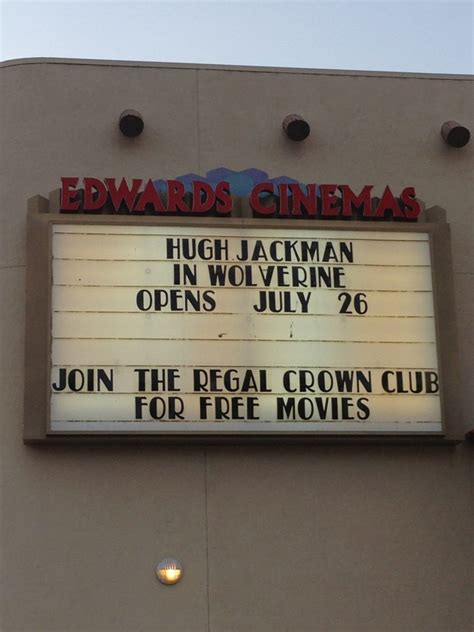 EDWARDS CINEMAS
HUGH JACKMAN
IN WOLVERINE
OPENS JULY 26
JOIN THE REGAL CROWN CLUB
FOR FREE MOVIES